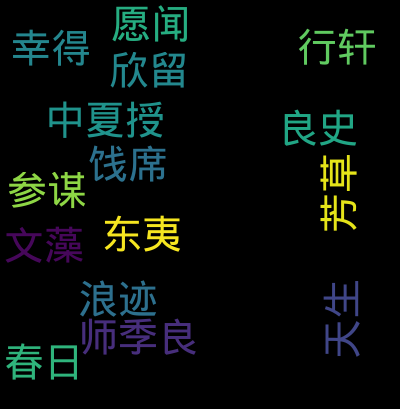 愿闻
幸得
行轩
欣留
中夏授
良史
饯席
参谋
芳草
文藻
东夷
浪迹
天生
师季良
春日